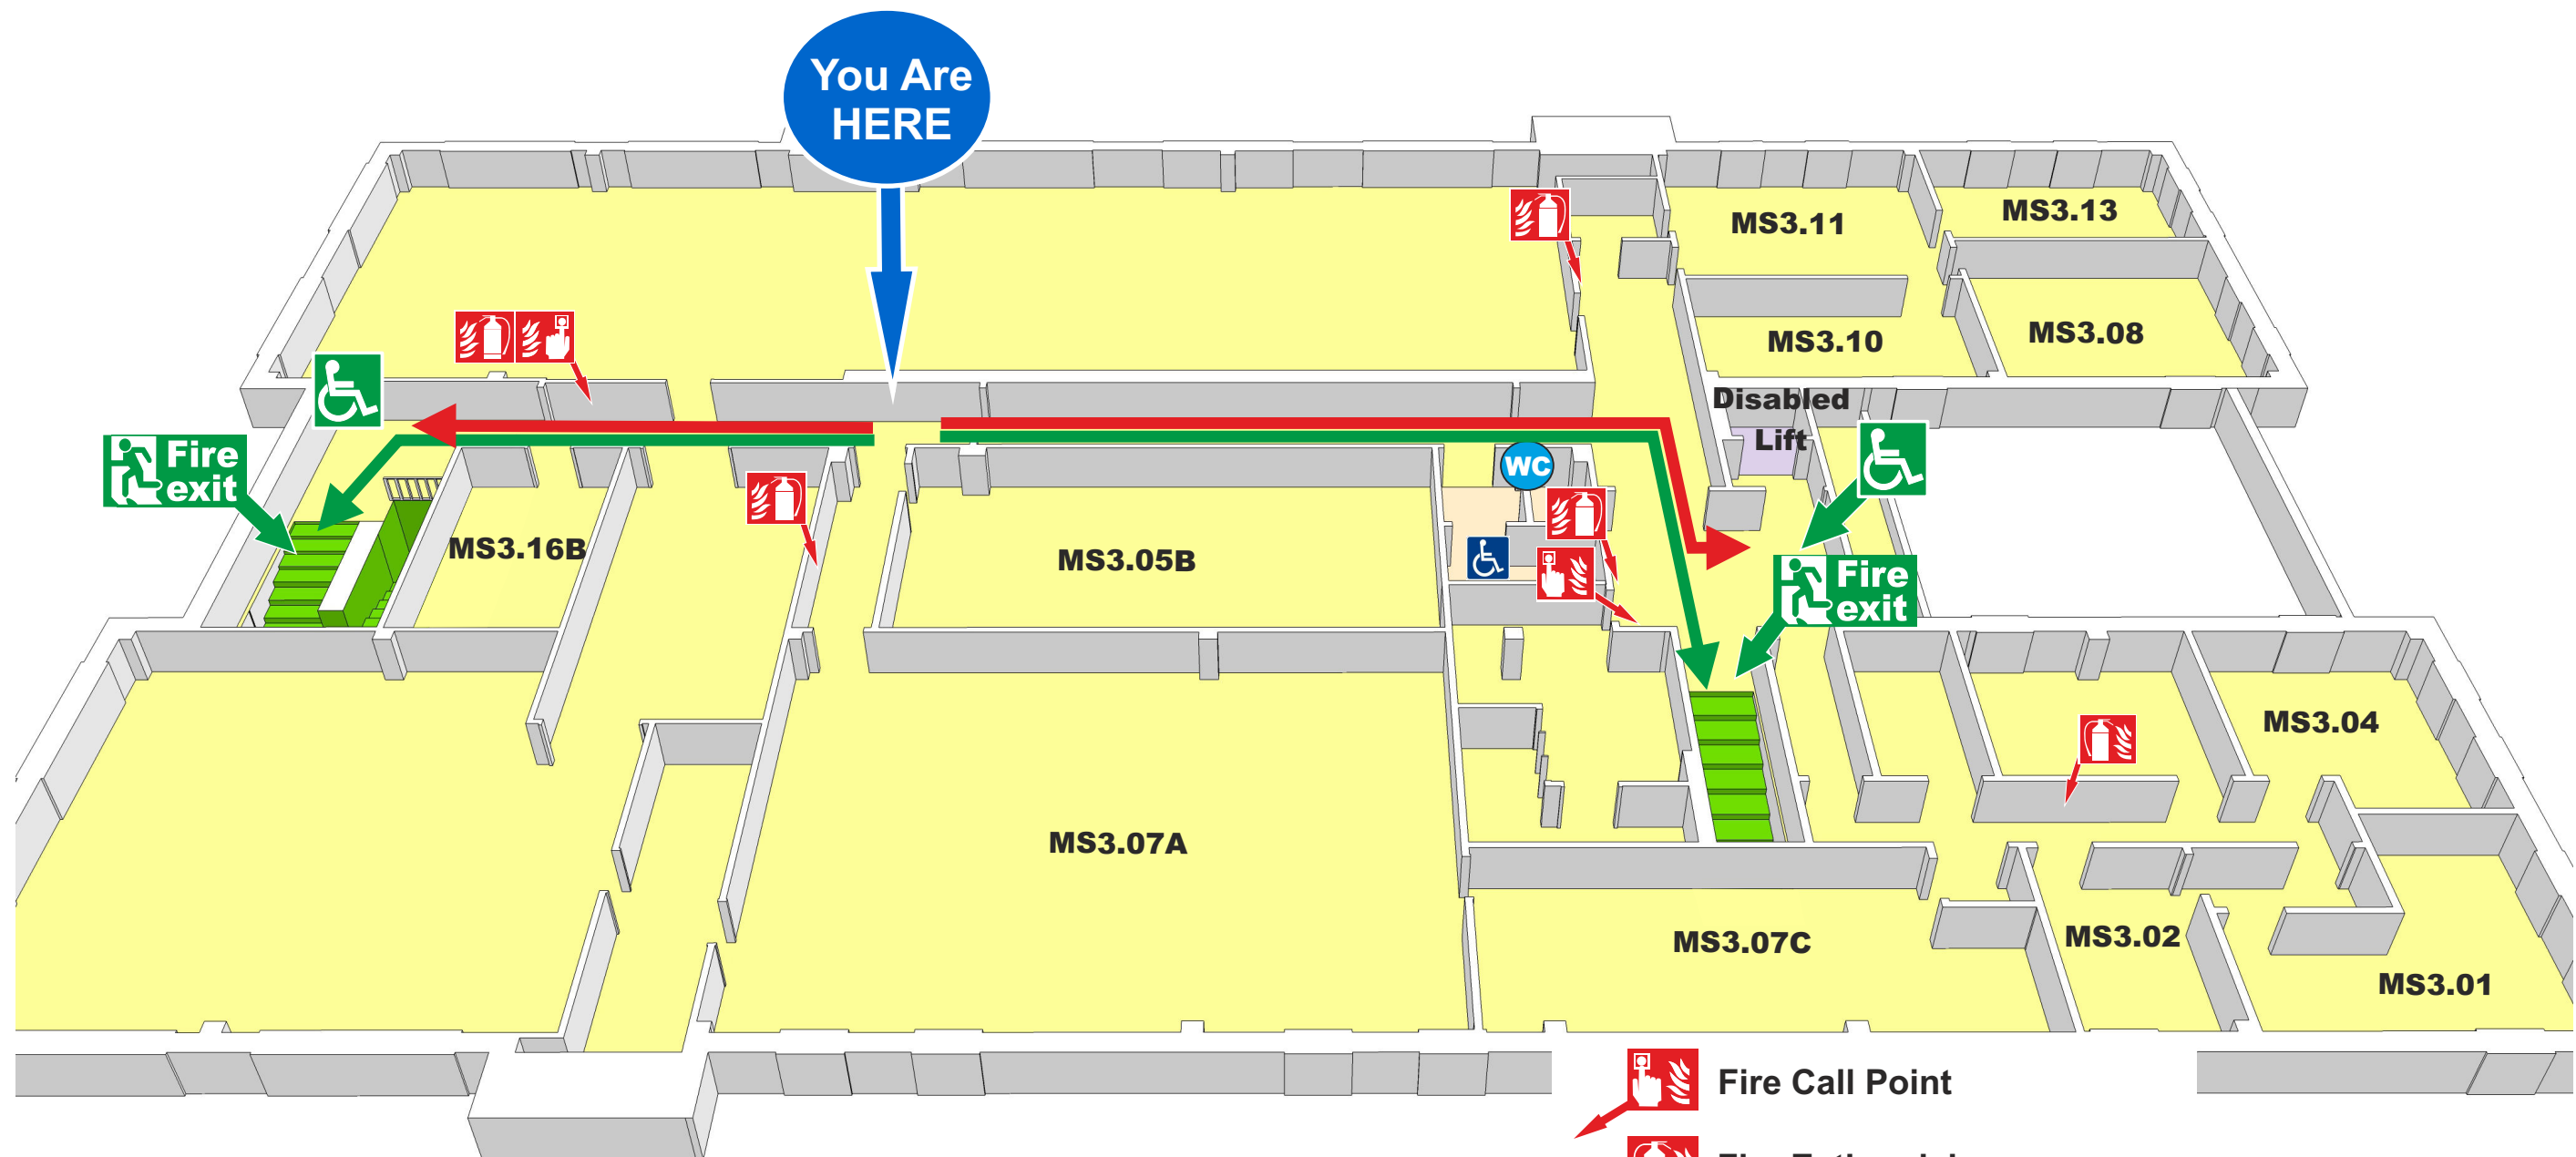 You Are
HERE
MS3.11
MS3.13
MS3.10
MS3.08
Disabled
Lift
Fire
exit
WC
MS3.16B
MS3.05B
Fire
exit
MS3.04
MS3.07A
MS3.07C
MS3.02
MS3.01
Fire Call Point